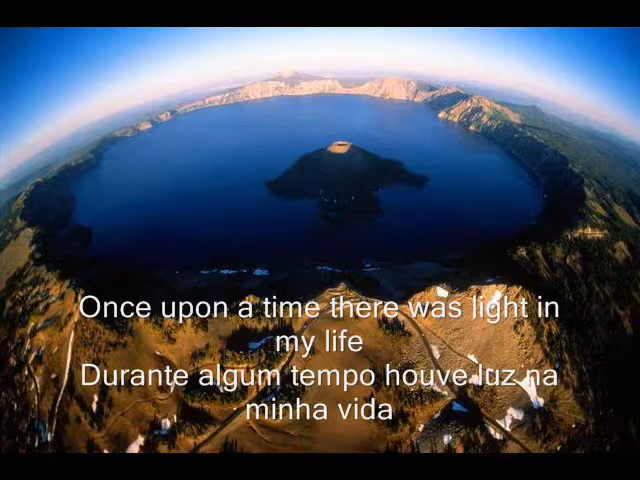 Once upon a time there was light in
my life
Durante algum tempo houve luz na
minha vida